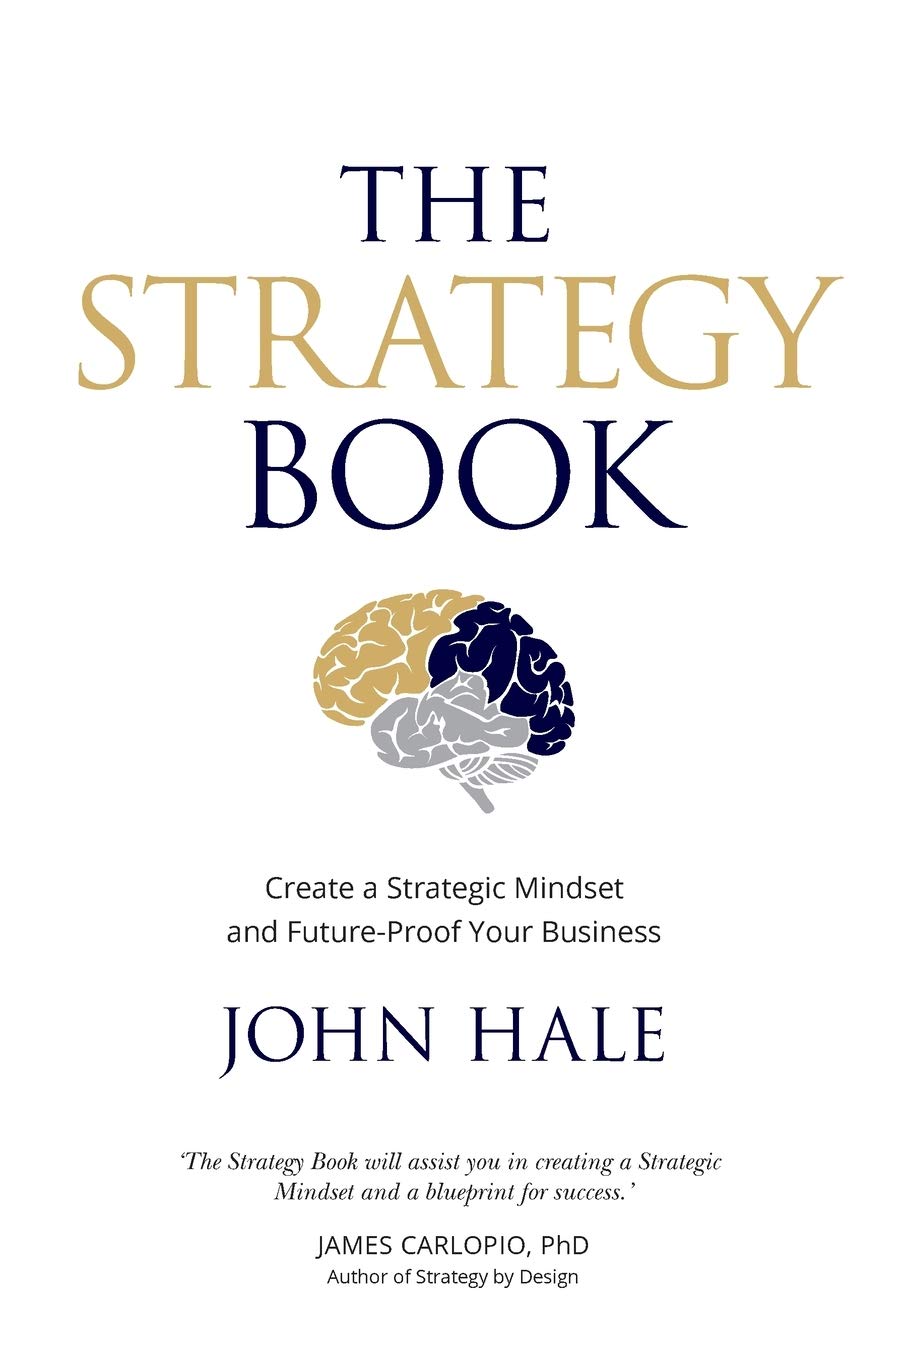 THE
STRATEGY
BOOK
Create a Strategic Mindset
and Future-Proof Your Business
JOHN HALE
‘The Strategy Book will assist you in creating a Strategic
Mindset and a blueprint for success.’
JAMES CARLOPIO, PhD
Author of Strategy by Design